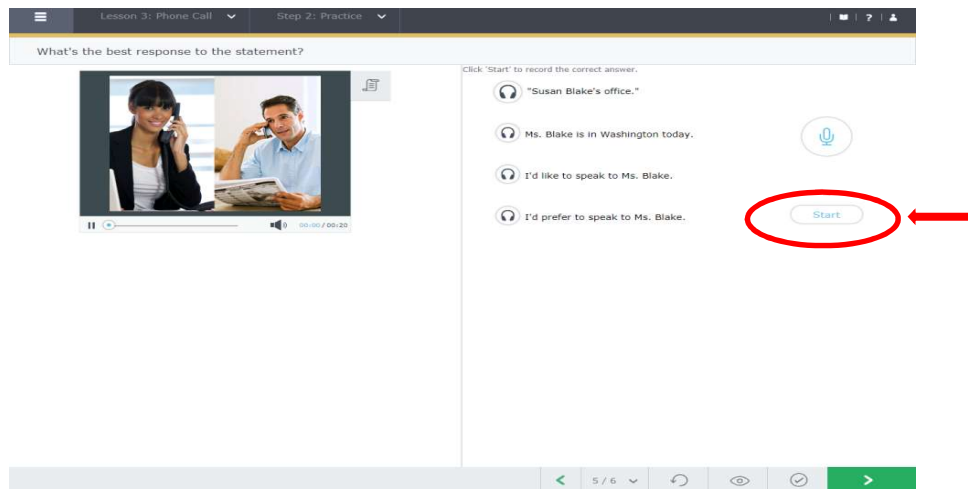 Lesson 3: Phone Call
Step 2: Practice
?
What's the best response to the statement?
Click 'Start' to record the correct answer.
"Susan Blake's office."
Ms. Blake is in Washington today.
I'd like to speak to Ms. Blake.
I'd prefer to speak to Ms. Blake.
Start
00:00/00:20
5/6